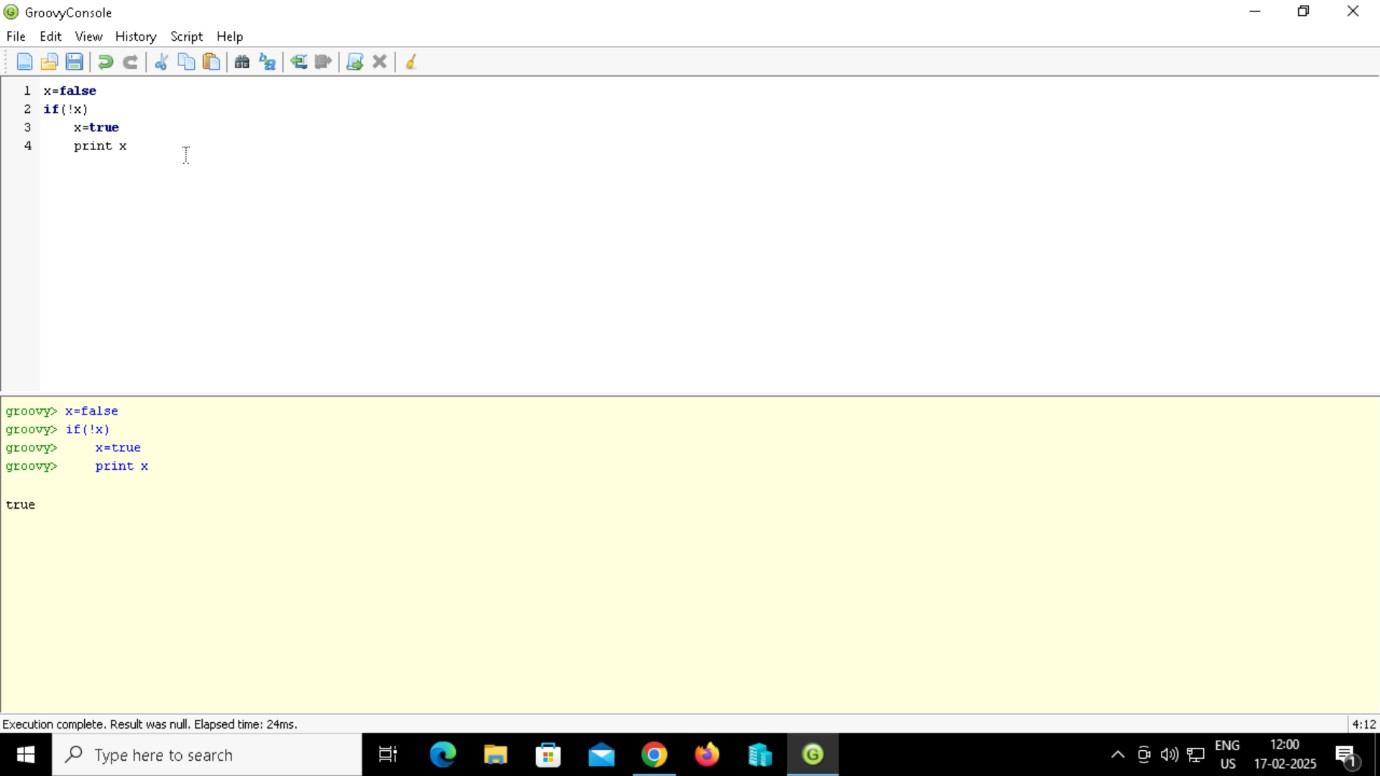 GroovyConsole
File Edit View History Script Help
1 x=false
2 if(!x)
3     x=true
4     print x
groovy> x=false
groovy> if(!x)
groovy>     x=true
groovy>     print x
true
Execution complete. Result was null. Elapsed time: 24ms. 4:12
Type here to search
ENG
US
12:00
17-02-2025
1